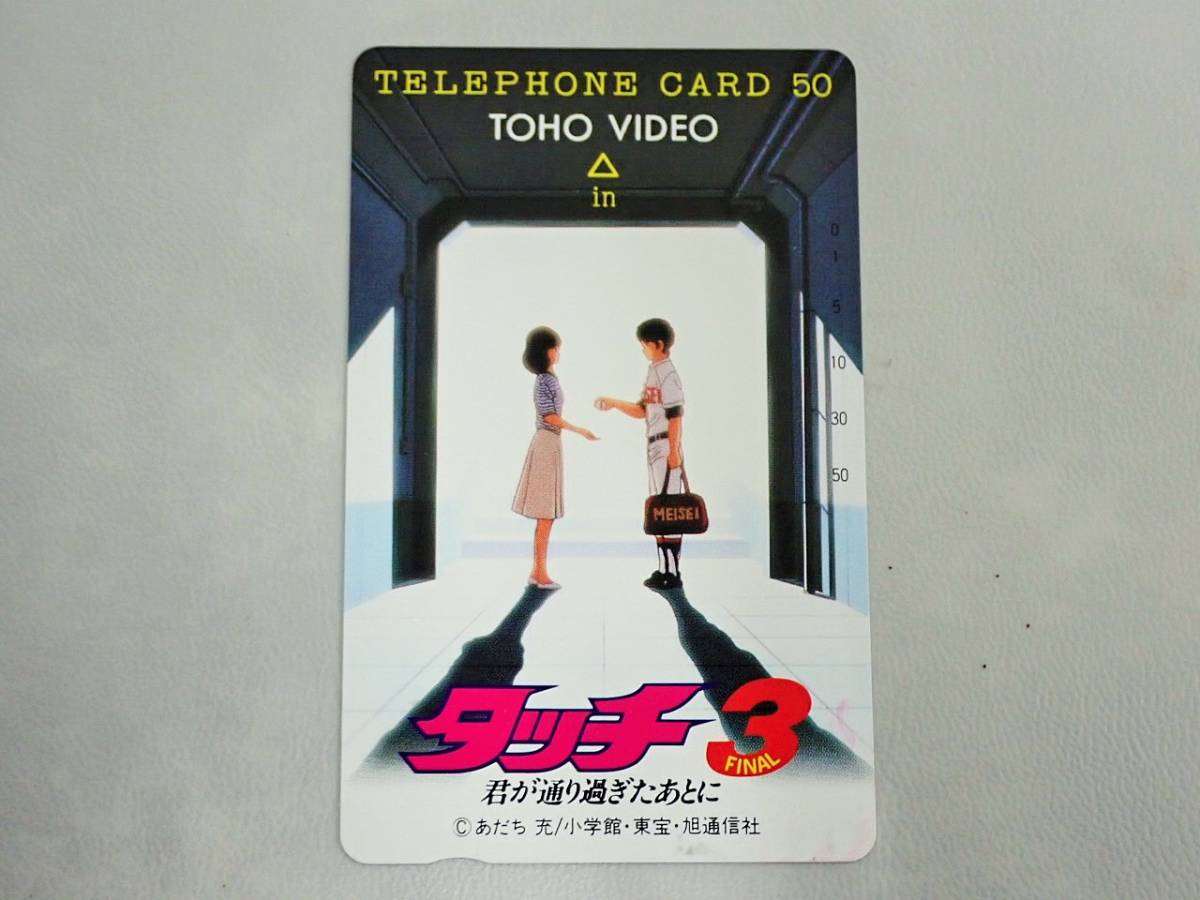 TELEPHONE CARD 50
TOHO VIDEO
in
0
1
5
10
30
50
SEI
MEISEI
タッチ 3
FINAL
君が通り過ぎたあとに
©あだち 充/小学館・東宝・旭通信社